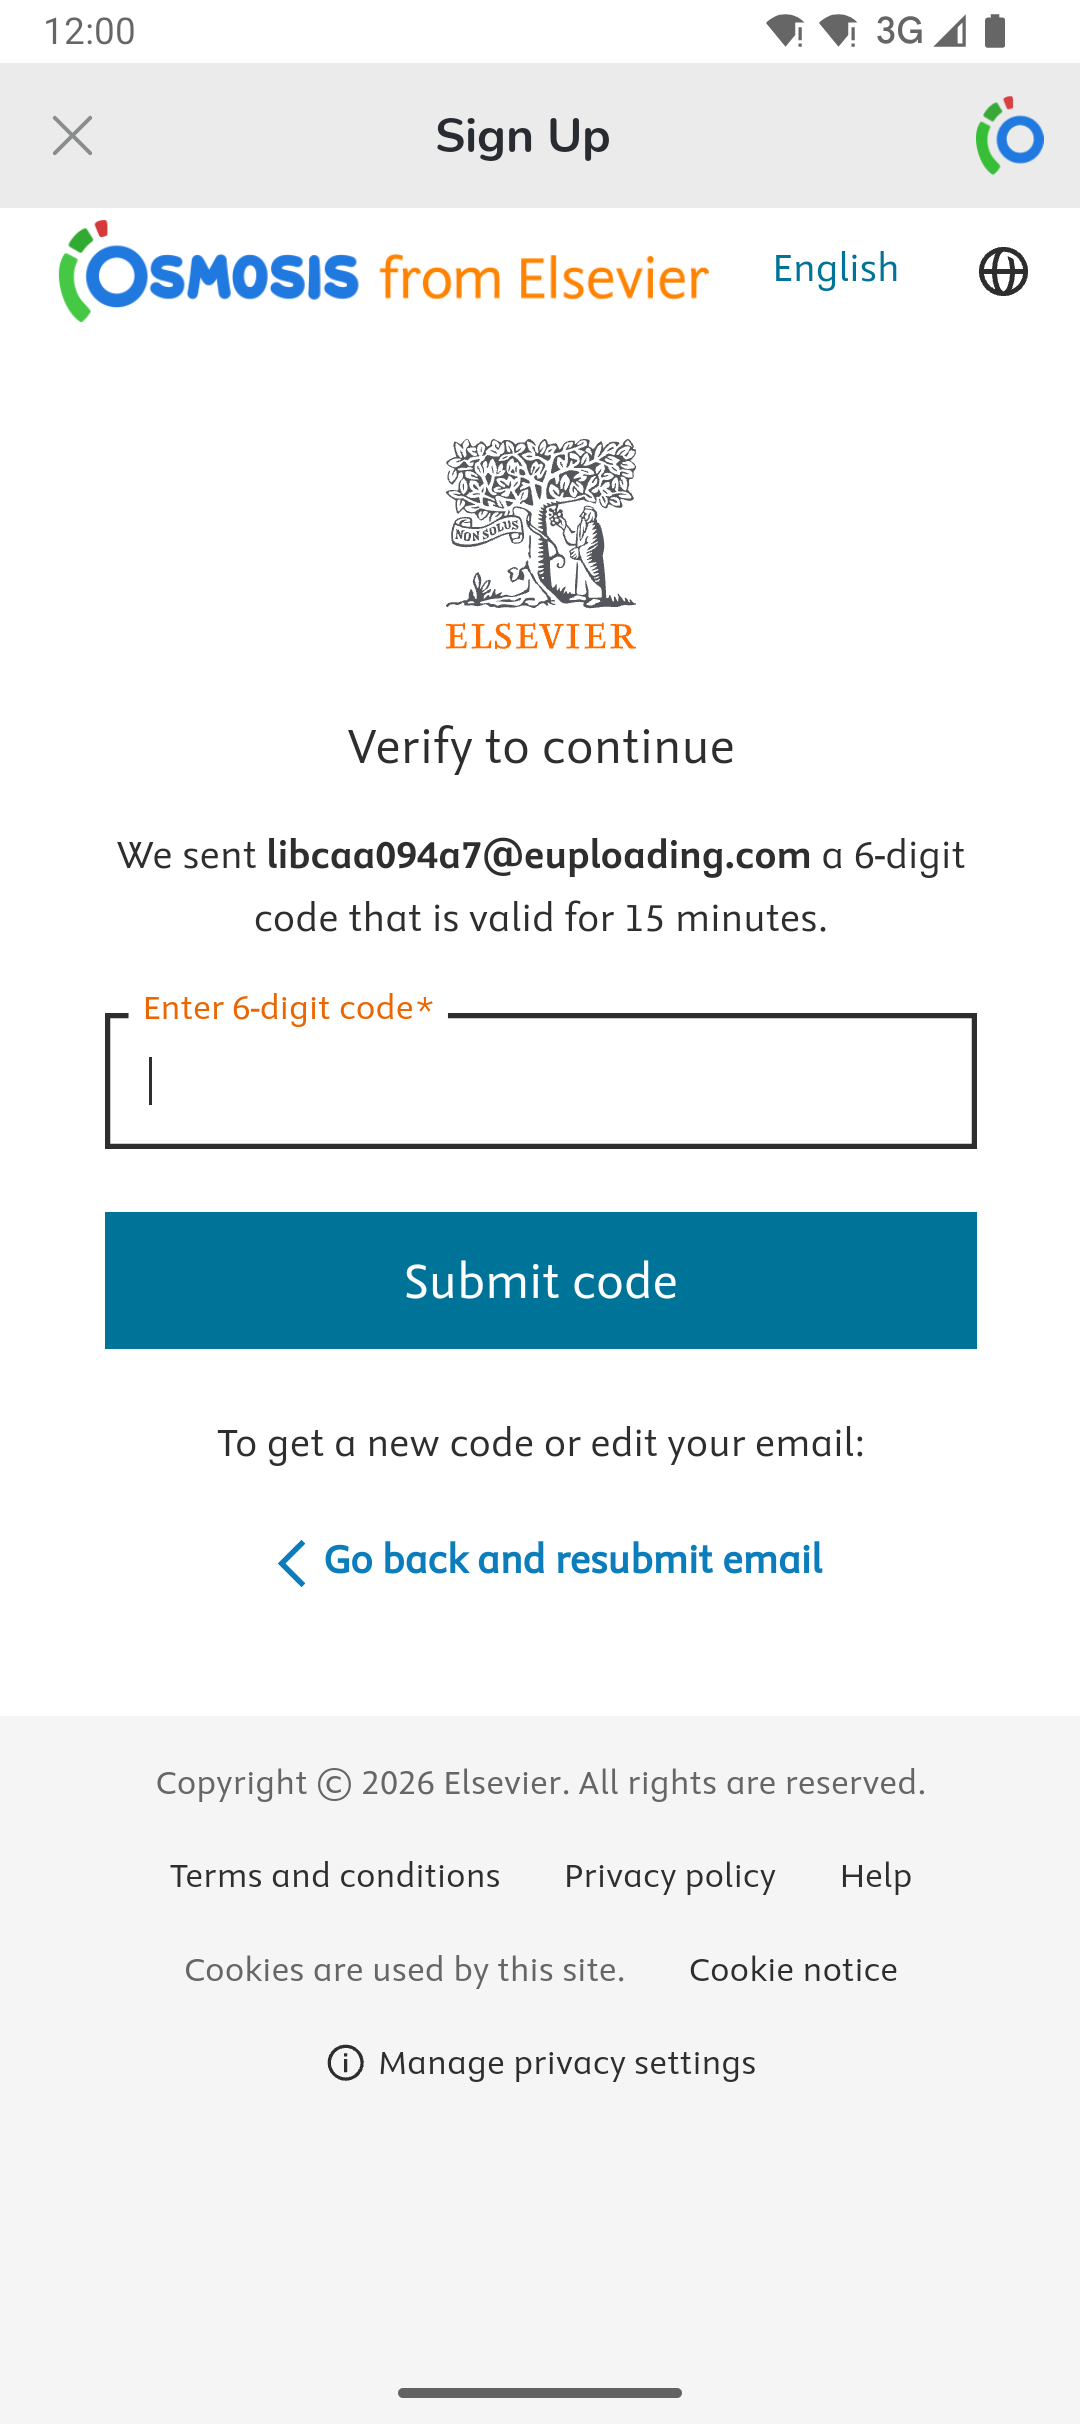 12:00
3G
Sign Up
OSMOSIS from Elsevier
English
NON SOLUS
ELSEVIER
Verify to continue
We sent libcaa094a7@euploading.com a 6-digit
code that is valid for 15 minutes.
Enter 6-digit code*
Submit code
To get a new code or edit your email:
Go back and resubmit email
Copyright © 2026 Elsevier. All rights are reserved.
Terms and conditions Privacy policy Help
Cookies are used by this site. Cookie notice
Manage privacy settings